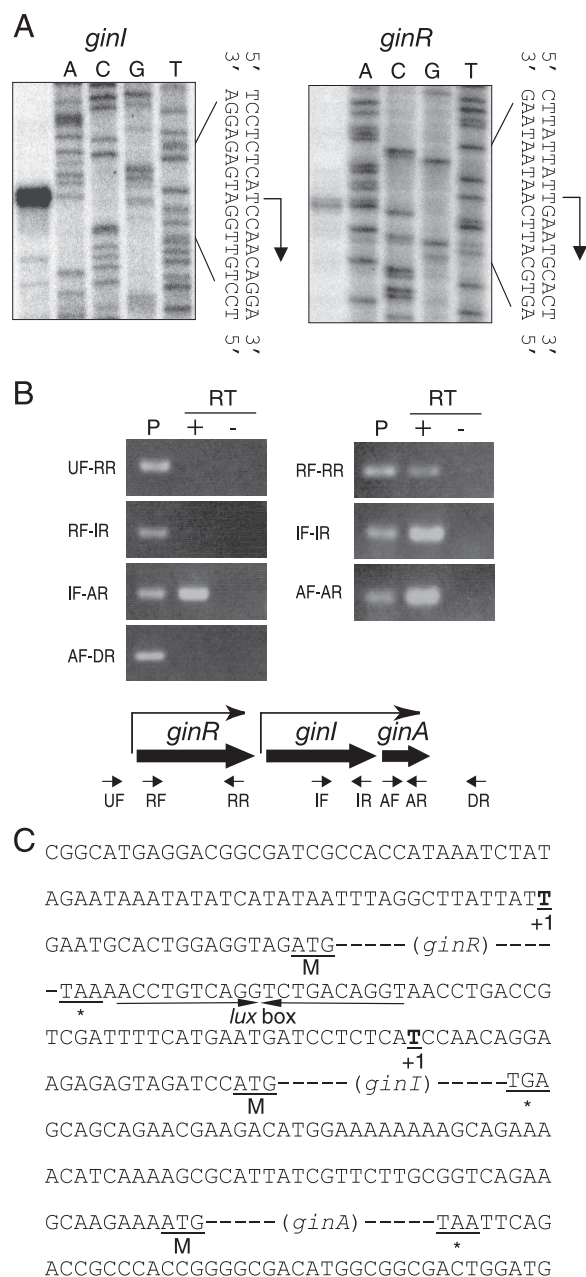 A
ginI
A C G T
5' TCCTCTCATCCAACAGGA 3'
3' AGGAGAGTAGGTTGTCCT 5'
ginR
A C G T
5' CTTATTATTGAATGCACT 3'
3' GAATAATAACTTACGTGA 5'
B
RT
P + -
UF-RR
RF-IR
IF-AR
AF-DR
RT
P + -
RF-RR
IF-IR
AF-AR
ginR ginI ginA
UF RF RR IF IR AF AR DR
C
CGGCATGAGGACGGCGATCGCCACCATAAATCTAT
AGAATAAATATATCATATAATTTAGGCTTATTATT
+1
GAATGCACTGGAGGTAGATG-----(ginR)-----
M
-TAAAACCTGTCAGGTCTGACAGGTAACCTGACCG
* lux box
TCGATTTTCATGAATGATCCTCTCATCCAACAGGA
+1
AGAGAGTAGATCCATG-----(ginI)-----TGA
M *
GCAGCAGAACGAAGACATGGAAAAAAAAGCAGAAA
ACATCAAAAGCGCATTATCGTTCTTGCGGTCAGAA
GCAAGAAAATG-----(ginA)-----TAATTCAG
M *
ACCGCCCACCGGGGCGACATGGCGGCGACTGGATG